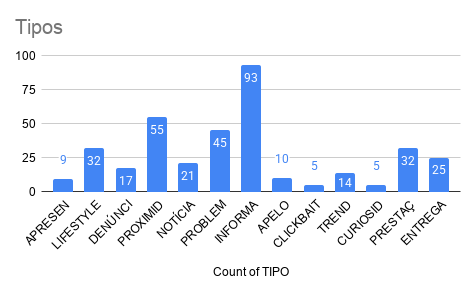 Tipos
100
75
50
25
0
9
32
17
55
21
45
93
10
5
14
5
32
25
APRESEN
LIFESTYLE
DENÚNCI
PROXIMID
NOTÍCIA
PROBLEM
INFORMA
APELO
CLICKBAIT
TREND
CURIOSID
PRESTAÇ
ENTREGA
Count of TIPO